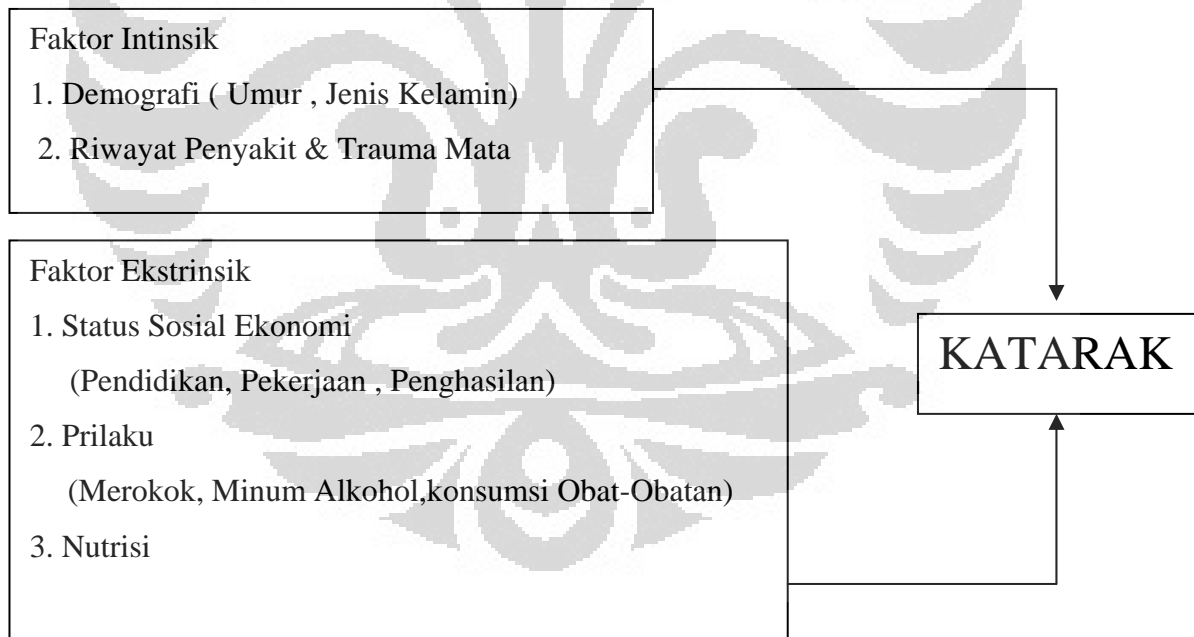 Faktor Intinsik
1. Demografi ( Umur , Jenis Kelamin)
2. Riwayat Penyakit & Trauma Mata
Faktor Ekstrinsik
1. Status Sosial Ekonomi
(Pendidikan, Pekerjaan , Penghasilan)
2. Prilaku
(Merokok, Minum Alkohol,konsumsi Obat-Obatan)
3. Nutrisi
KATARAK